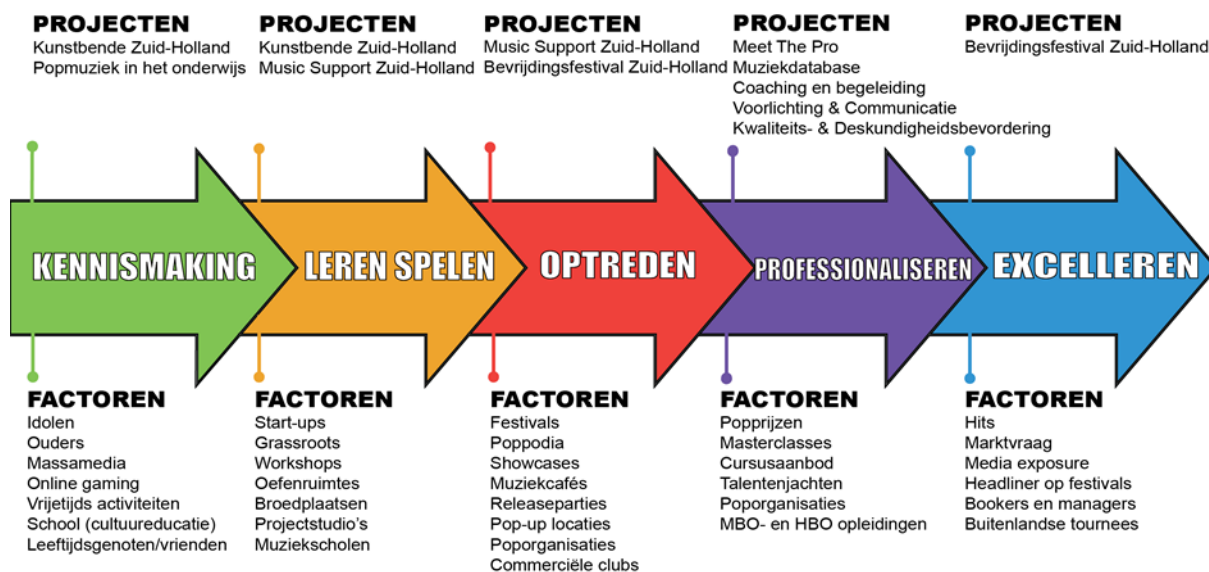 PROJECTEN
Kunstbende Zuid-Holland
Popmuziek in het onderwijs
PROJECTEN
Kunstbende Zuid-Holland
Music Support Zuid-Holland
PROJECTEN
Music Support Zuid-Holland
Bevrijdingsfestival Zuid-Holland
PROJECTEN
Meet The Pro
Muziekdatabase
Coaching en begeleiding
Voorlichting & Communicatie
Kwaliteits- & Deskundigheidsbevordering
PROJECTEN
Bevrijdingsfestival Zuid-Holland
KENNISMAKING
LEREN SPELEN
OPTREDEN
PROFESSIONALISEREN
EXCELLEREN
FACTOREN
Idolen
Ouders
Massamedia
Online gaming
Vrijetijds activiteiten
School (cultuureducatie)
Leeftijdsgenoten/vrienden
FACTOREN
Start-ups
Grassroots
Workshops
Oefenruimtes
Broedplaatsen
Projectstudio's
Muziekscholen
FACTOREN
Festivals
Poppodia
Showcases
Muziekcafés
Releaseparties
Pop-up locaties
Poporganisaties
Commerciële clubs
FACTOREN
Popprijzen
Masterclasses
Cursusaanbod
Talentenjachten
Poporganisaties
MBO- en HBO opleidingen
FACTOREN
Hits
Marktvraag
Media exposure
Headliner op festivals
Bookers en managers
Buitenlandse tournees